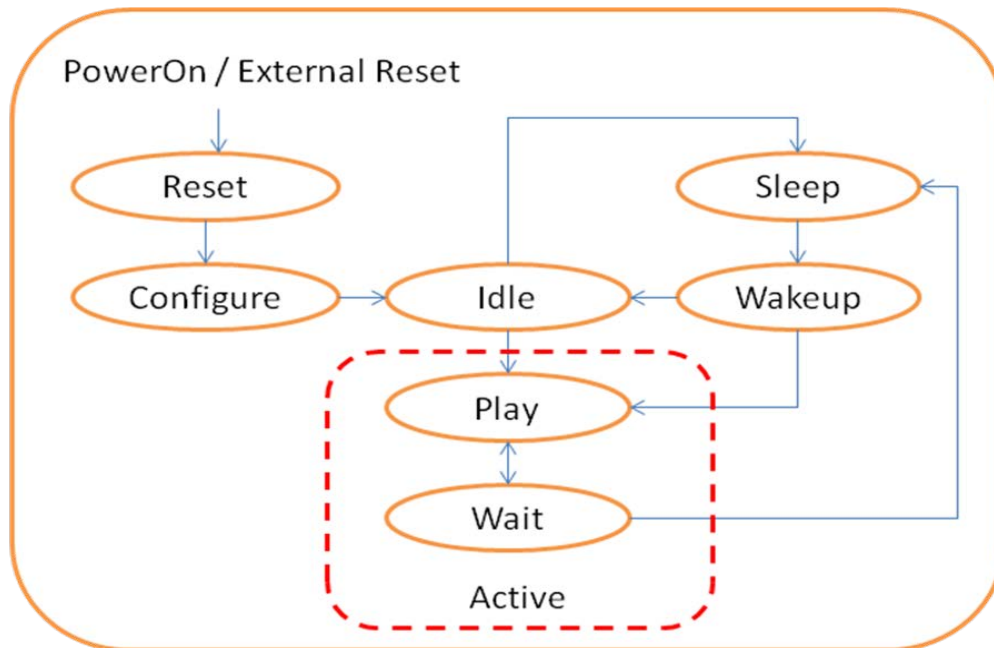 PowerOn / External Reset
Reset
Sleep
Configure
Idle
Wakeup
Play
Wait
Active